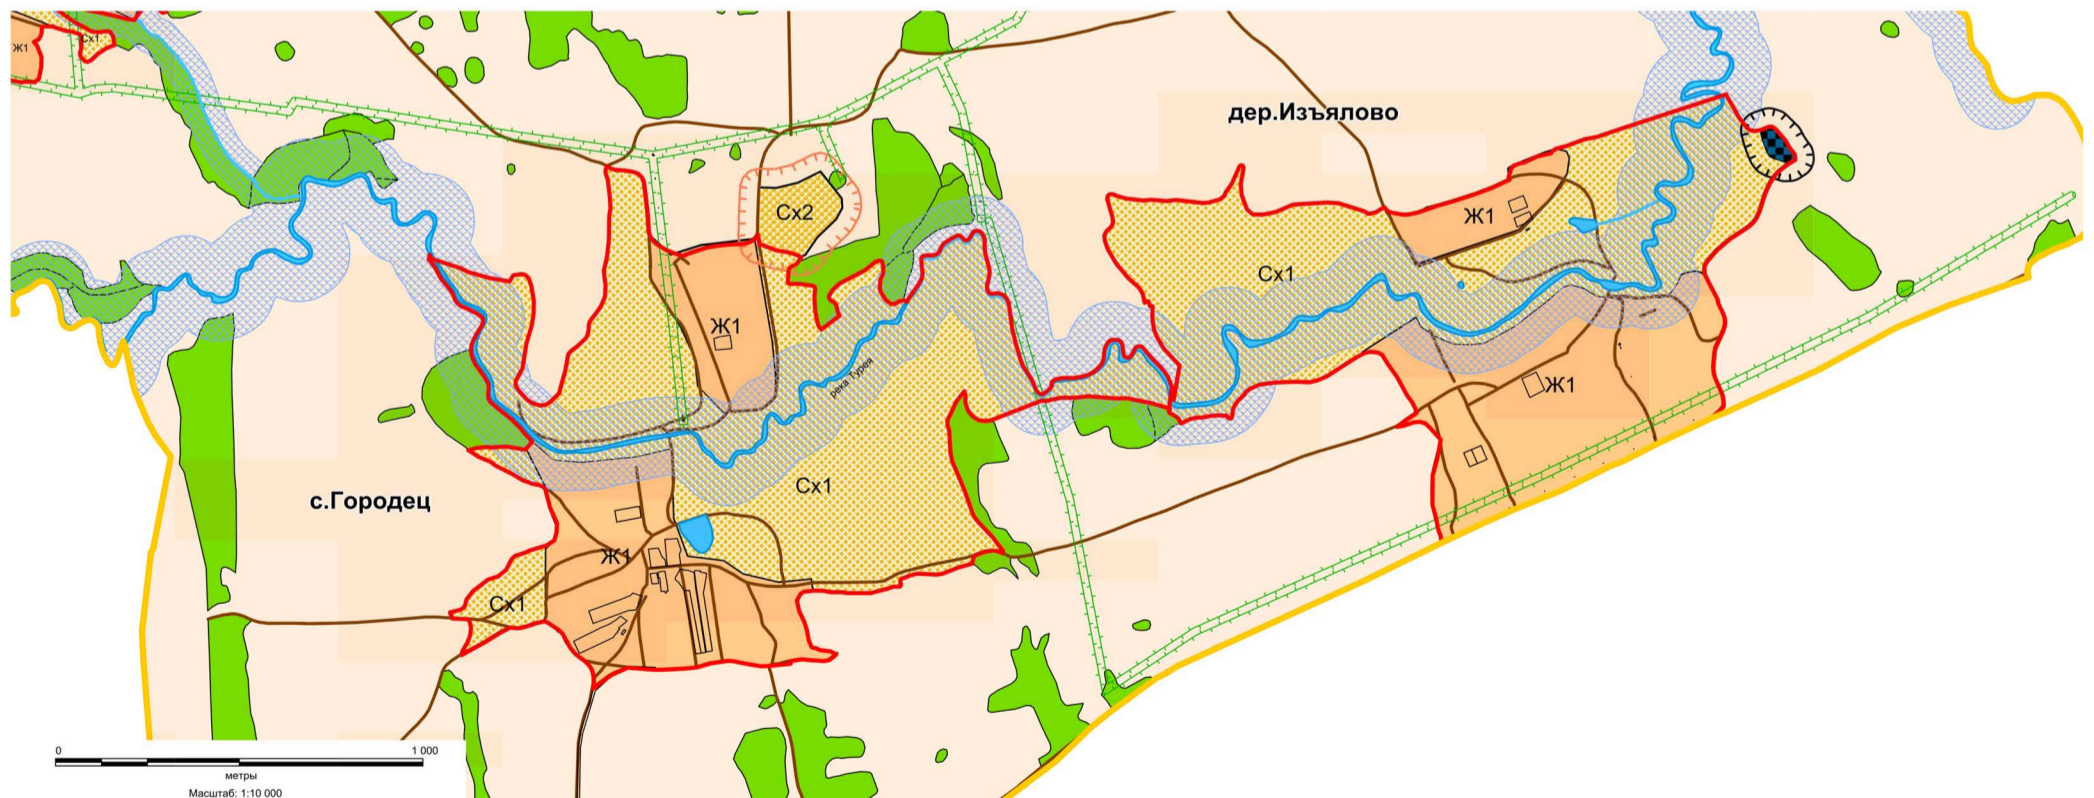 Ж1
Сх1
дер.Изъялово
Сх2
Ж1
Сх1
Ж1
река Турея
Ж1
Сх1
с.Городец
Ж1
Сх1
0 1 000
метры
Масштаб: 1:10 000